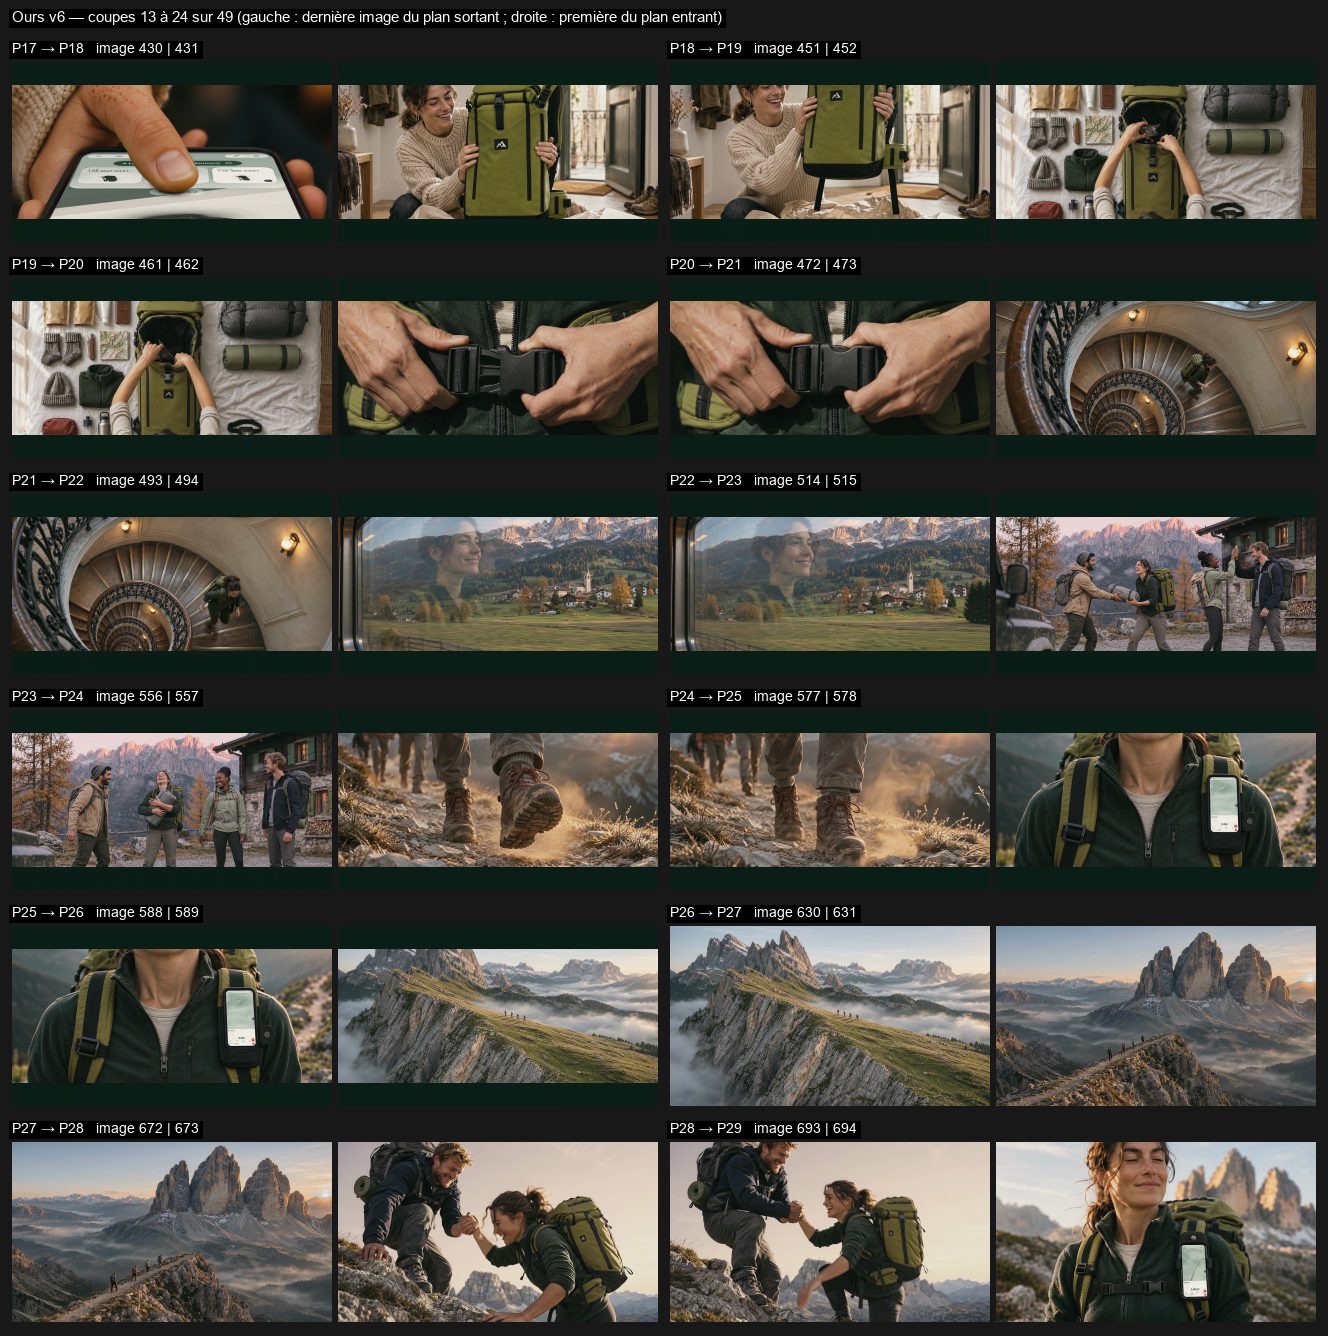 Ours v6 — coupes 13 à 24 sur 49 (gauche : dernière image du plan sortant ; droite : première du plan entrant)
P17 → P18 image 430 | 431
P18 → P19 image 451 | 452
P19 → P20 image 461 | 462
P20 → P21 image 472 | 473
P21 → P22 image 493 | 494
P22 → P23 image 514 | 515
P23 → P24 image 556 | 557
P24 → P25 image 577 | 578
P25 → P26 image 588 | 589
P26 → P27 image 630 | 631
P27 → P28 image 672 | 673
P28 → P29 image 693 | 694